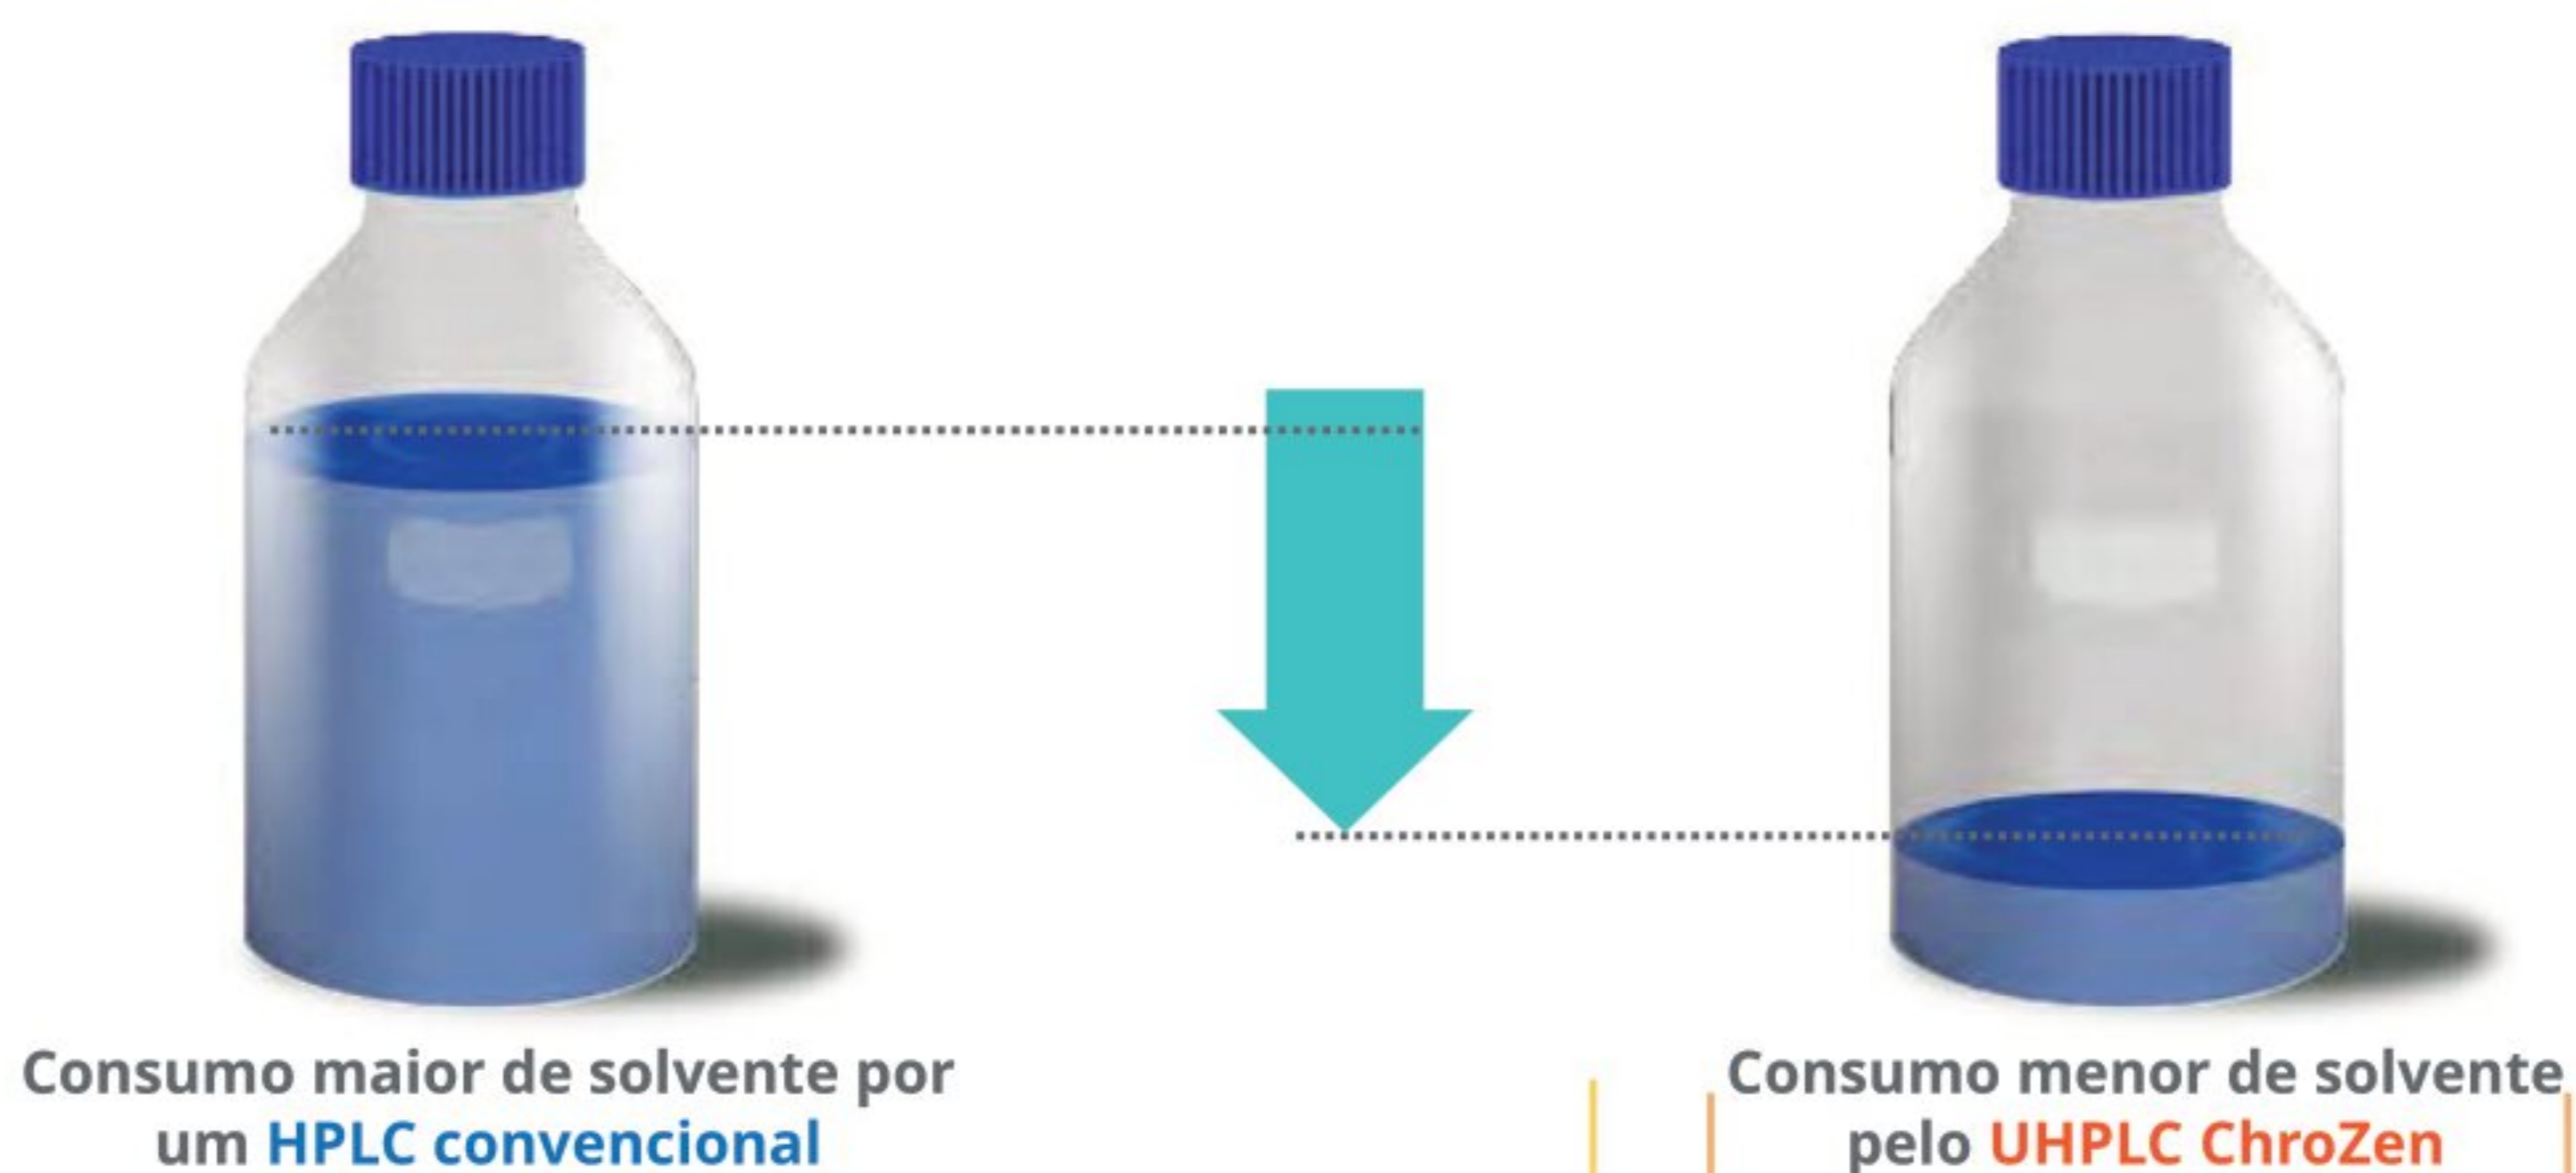 Consumo maior de solvente por
um HPLC convencional
Consumo menor de solvente
pelo UHPLC ChroZen